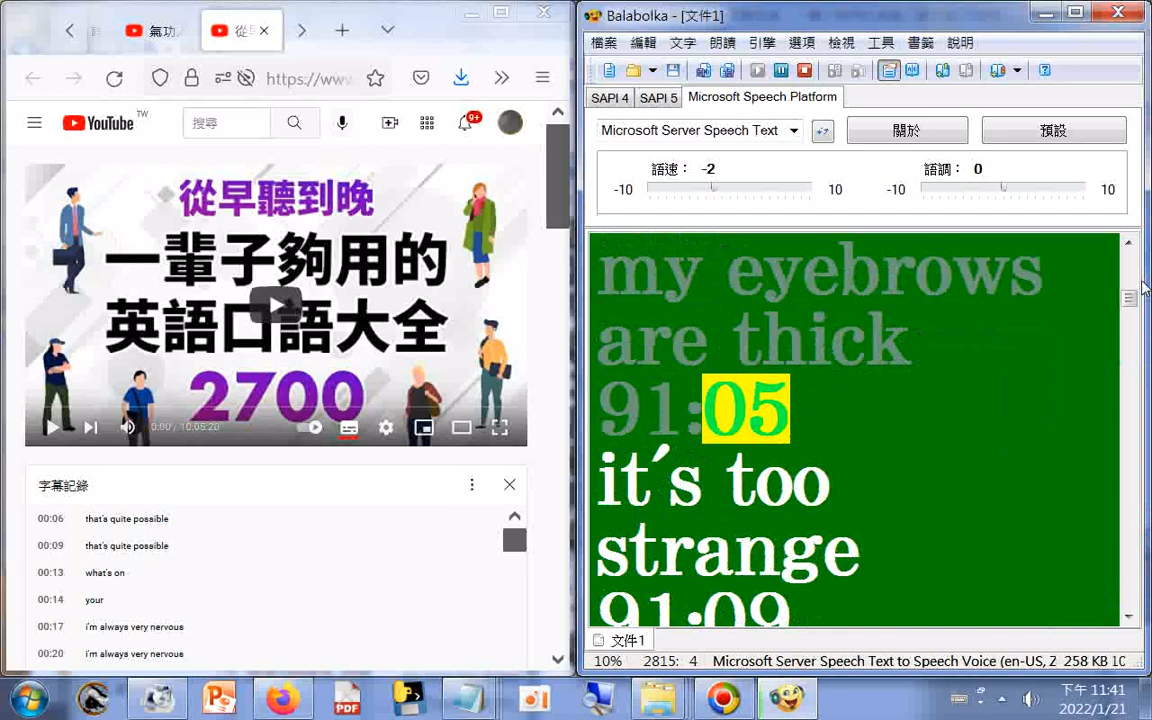 氣功
從
https://www
YouTube TW
搜尋
9+
從早聽到晚
一輩子夠用的
英語口語大全
2700
0:00 / 10:05:20
字幕記錄
00:06 that's quite possible
00:09 that's quite possible
00:13 what's on
00:14 your
00:17 i'm always very nervous
00:20 i'm always very nervous
Balabolka - [文件1]
檔案 編輯 文字 朗讀 引擎 選項 檢視 工具 書籤 說明
SAPI 4 SAPI 5 Microsoft Speech Platform
Microsoft Server Speech Text 關於 預設
語速： -2 語調： 0
-10 10 -10 10
my eyebrows
are thick
91:05
it's too
strange
91:09
文件1
10% 2815: 4 Microsoft Server Speech Text to Speech Voice (en-US, Z 258 KB 10
PDF
下午 11:41
2022/1/21